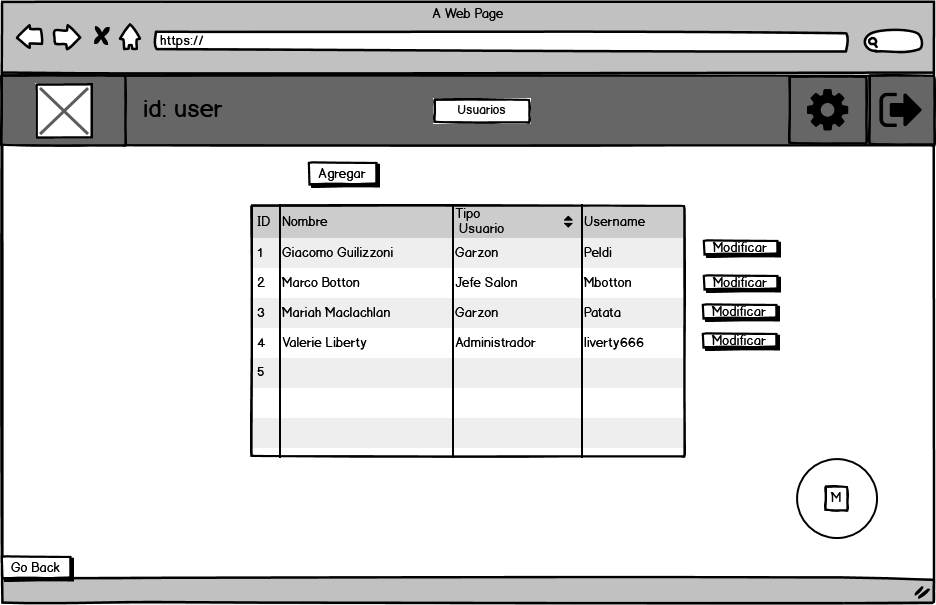 A Web Page
https://
id: user
Usuarios
Agregar
ID Nombre Tipo Usuario Username
1 Giacomo Guilizzoni Garzon Peldi Modificar
2 Marco Botton Jefe Salon Mbotton Modificar
3 Mariah Maclachlan Garzon Patata Modificar
4 Valerie Liberty Administrador liverty666 Modificar
5
M
Go Back